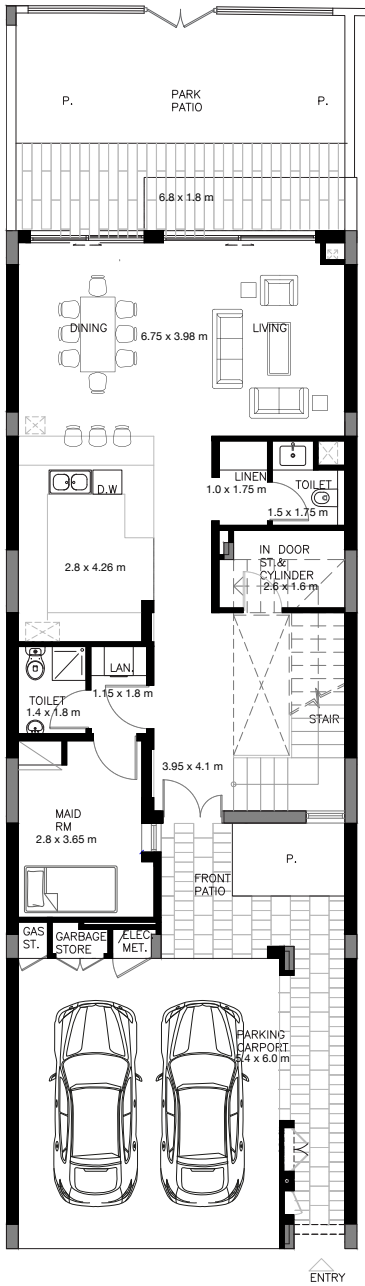 PARK
PATIO
P.
P.
6.8 x 1.8 m
DINING
6.75 x 3.98 m
LIVING
D.W
LINEN
1.0 x 1.75 m
TOILET
1.5 x 1.75 m
2.8 x 4.26 m
IN DOOR
ST.&
CYLINDER
2.6 x 1.6 m
LAN.
1.15 x 1.8 m
TOILET
1.4 x 1.8 m
STAIR
3.95 x 4.1 m
MAID
RM
2.8 x 3.65 m
P.
FRONT
PATIO
GAS
ST.
GARBAGE
STORE
ELEC
MET.
PARKING
CARPORT
5.4 x 6.0 m
ENTRY